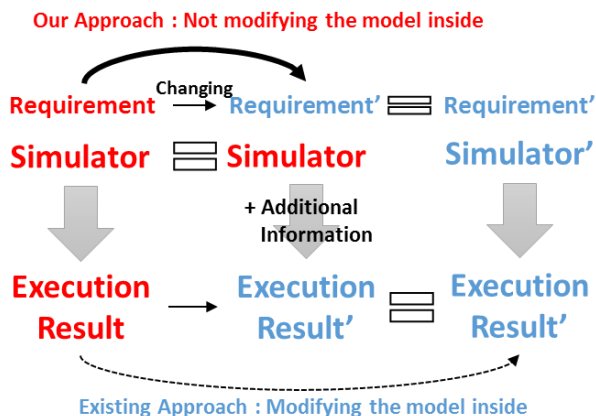 Our Approach : Not modifying the model inside
Changing
Requirement Requirement’ Requirement’
Simulator Simulator Simulator’
+ Additional
Information
Execution Execution Execution
Result Result’ Result’
Existing Approach : Modifying the model inside